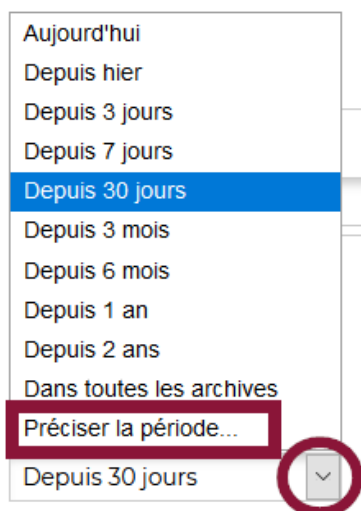 Aujourd'hui
Depuis hier
Depuis 3 jours
Depuis 7 jours
Depuis 30 jours
Depuis 3 mois
Depuis 6 mois
Depuis 1 an
Depuis 2 ans
Dans toutes les archives
Préciser la période...
Depuis 30 jours